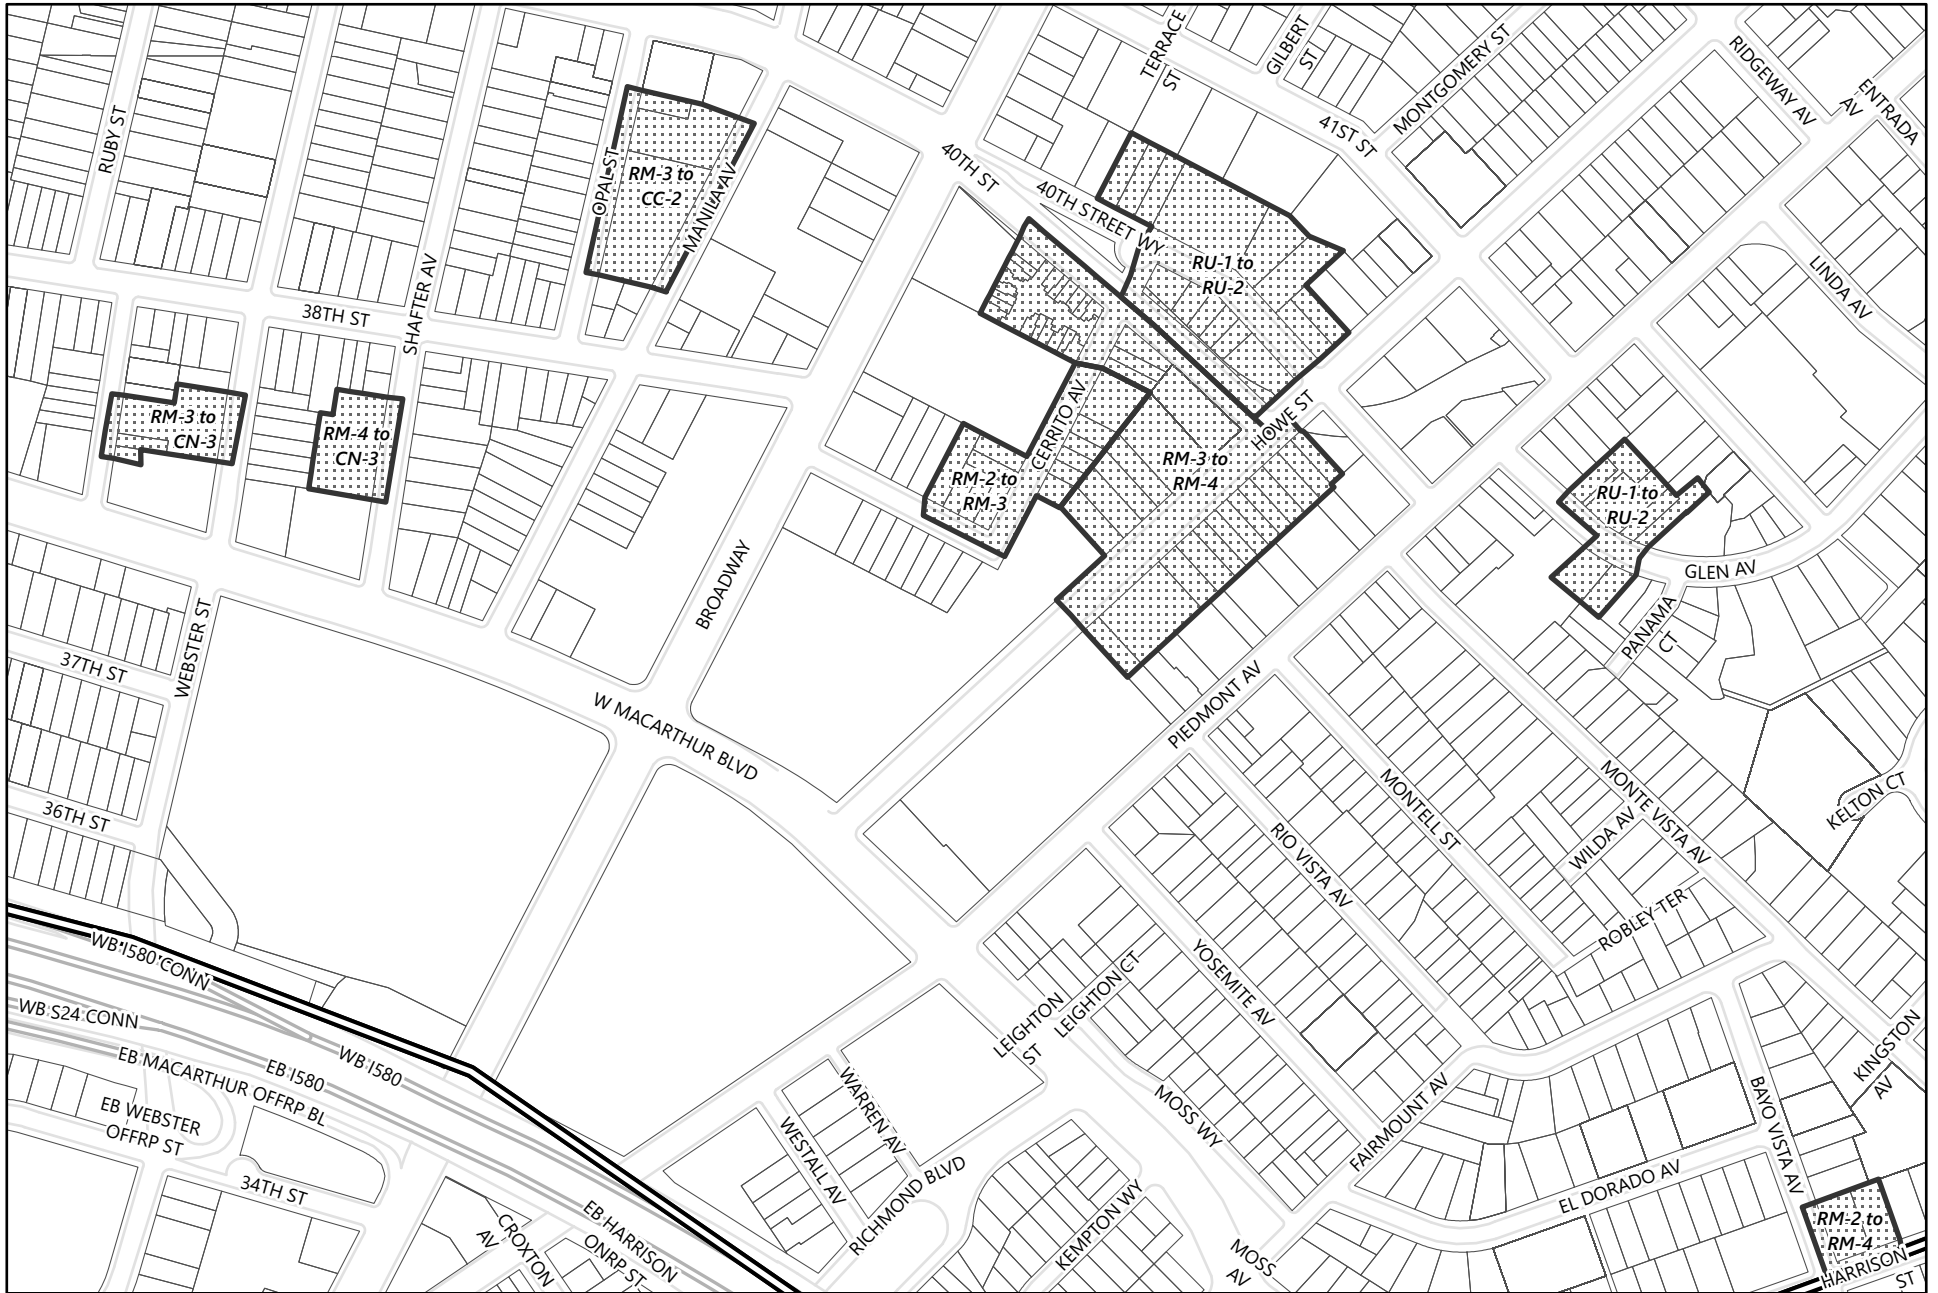 RUBY ST
OPAL ST
RM-3 to
CC-2
MANILA AV
40TH ST
40TH STREET WY
TERRACE
ST
GILBERT
ST
MONTGOMERY ST
41ST ST
RIDGEWAY AV
ENTRADA
AV
LINDA AV
RU-1 to
RU-2
SHAFTER AV
38TH ST
RM-3 to
CN-3
RM-4 to
CN-3
CERRITO AV
RM-2 to
RM-3
HOWE ST
RM-3 to
RM-4
RU-1 to
RU-2
GLEN AV
PANAMA
CT
BROADWAY
WEBSTER ST
37TH ST
W MACARTHUR BLVD
PIEDMONT AV
36TH ST
MONTELL ST
MONTE VISTA AV
WILDA AV
KELTON CT
RIO VISTA AV
ROBLEY TER
YOSEMITE AV
LEIGHTON
ST
LEIGHTON CT
WB I580 CONN
WB S24 CONN
WB I580
EB I580
EB MACARTHUR OFFRP BL
EB WEBSTER
OFFRP ST
34TH ST
WARREN AV
WESTALL AV
RICHMOND BLVD
MOSS WY
FAIRMOUNT AV
BAYO VISTA AV
KINGSTON
AV
EL DORADO AV
CROXTON
AV
EB HARRISON
ONRP ST
KEMPTON WY
MOSS
AV
RM-2 to
RM-4
HARRISON
ST